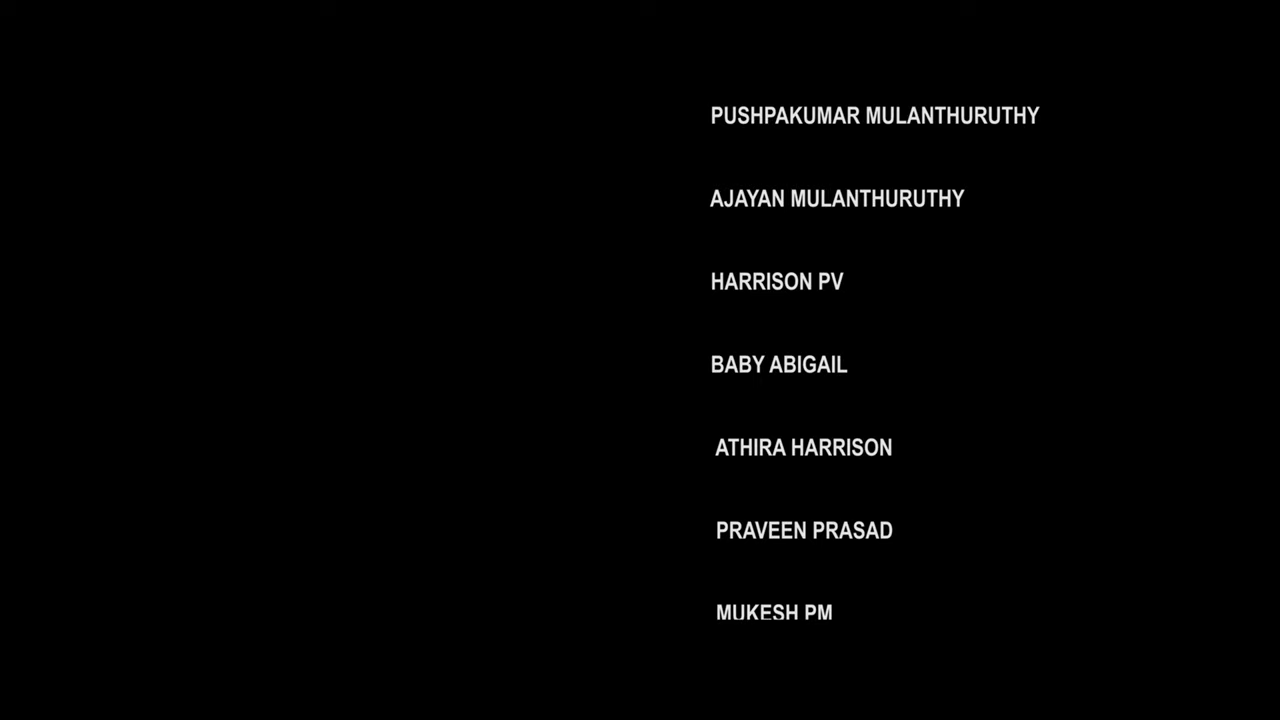 PUSHPAKUMAR MULANTHURUTHY
AJAYAN MULANTHURUTHY
HARRISON PV
BABY ABIGAIL
ATHIRA HARRISON
PRAVEEN PRASAD
MUKESH PM